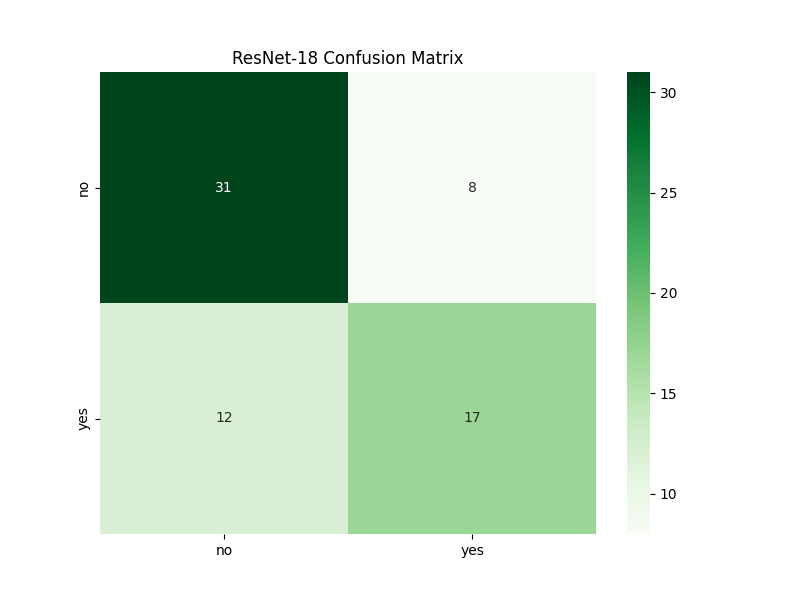 ResNet-18 Confusion Matrix
no
31
8
yes
12
17
no
yes
30
25
20
15
10